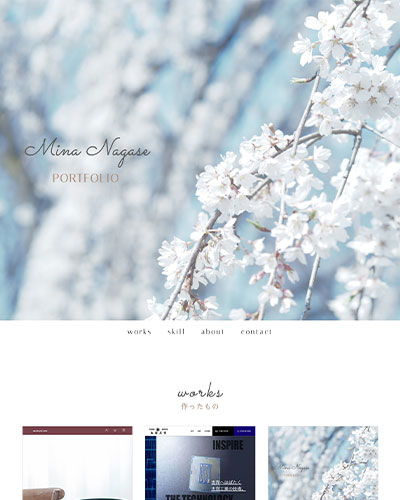 Mina Nagase
PORTFOLIO
works skill about contact
works
作ったもの
INSPIRE
THE TECHNOLOGY
Mina Nagase